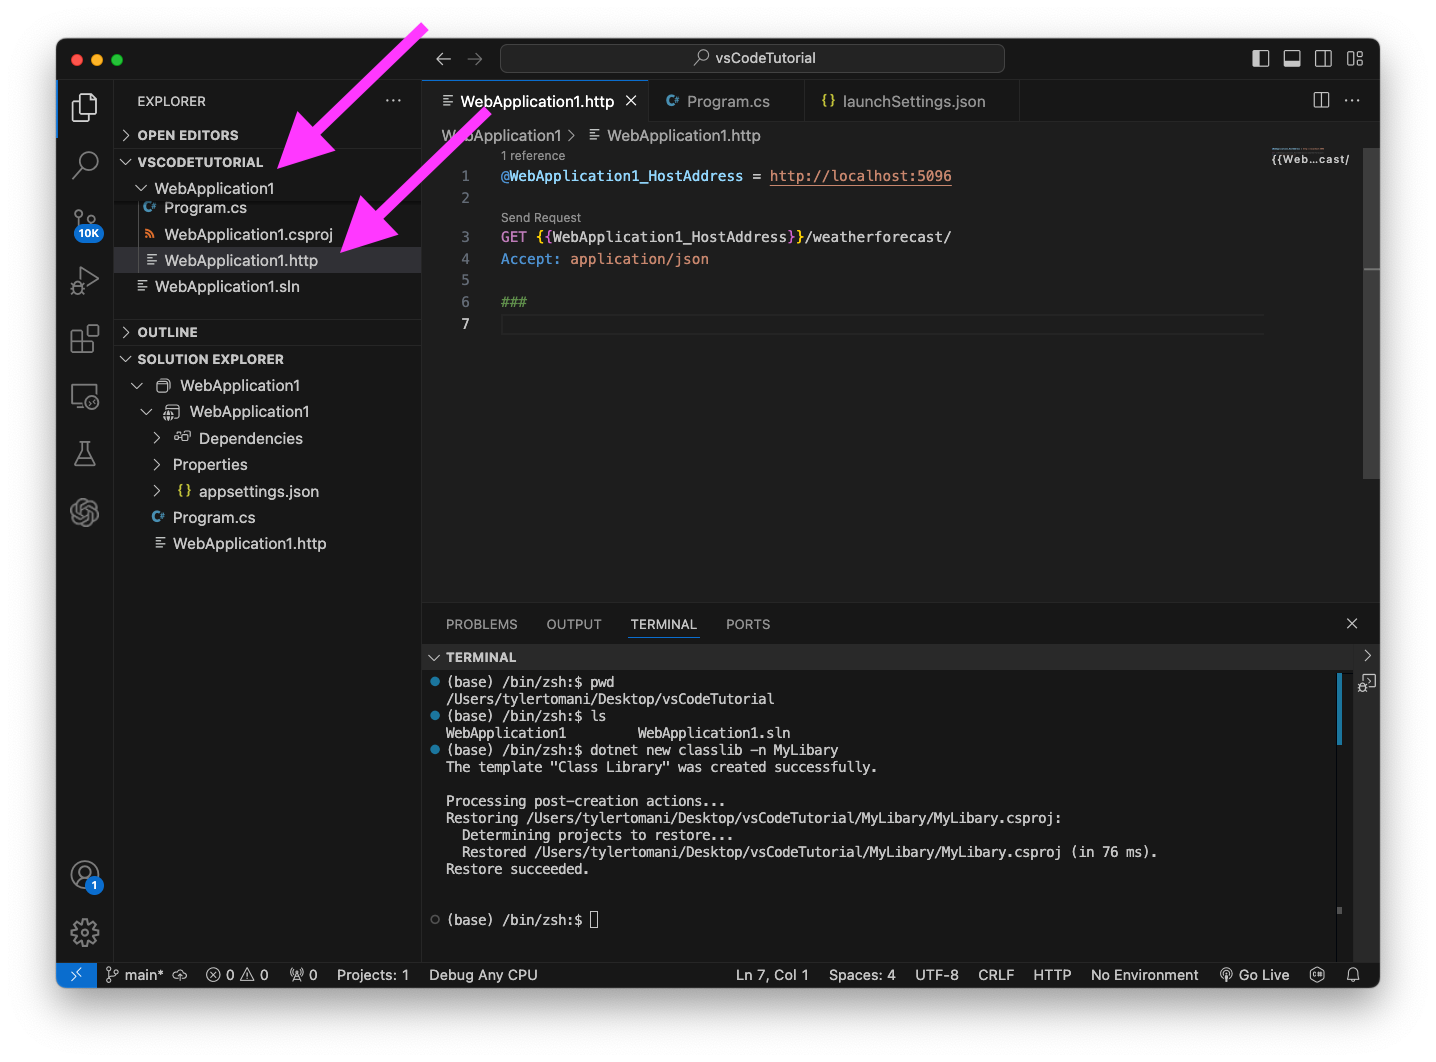 vsCodeTutorial
EXPLORER
OPEN EDITORS
VSCODETUTORIAL
WebApplication1
Program.cs
WebApplication1.csproj
WebApplication1.http
WebApplication1.sln
OUTLINE
SOLUTION EXPLORER
WebApplication1
WebApplication1
Dependencies
Properties
{} appsettings.json
C# Program.cs
WebApplication1.http
10K
1
WebApplication1.http
C# Program.cs
{} launchSettings.json
WebApplication1 > WebApplication1.http
1 reference
1 @WebApplication1_HostAddress = http://localhost:5096
2
Send Request
3 GET {{WebApplication1_HostAddress}}/weatherforecast/
4 Accept: application/json
5
6 ###
7
{{Web...cast/
PROBLEMS OUTPUT TERMINAL PORTS
TERMINAL
(base) /bin/zsh:$ pwd
/Users/tylertomani/Desktop/vsCodeTutorial
(base) /bin/zsh:$ ls
WebApplication1 WebApplication1.sln
(base) /bin/zsh:$ dotnet new classlib -n MyLibary
The template "Class Library" was created successfully.
Processing post-creation actions...
Restoring /Users/tylertomani/Desktop/vsCodeTutorial/MyLibary/MyLibary.csproj:
Determining projects to restore...
Restored /Users/tylertomani/Desktop/vsCodeTutorial/MyLibary/MyLibary.csproj (in 76 ms).
Restore succeeded.
(base) /bin/zsh:$
main* 0 0 0 Projects: 1 Debug Any CPU Ln 7, Col 1 Spaces: 4 UTF-8 CRLF HTTP No Environment Go Live